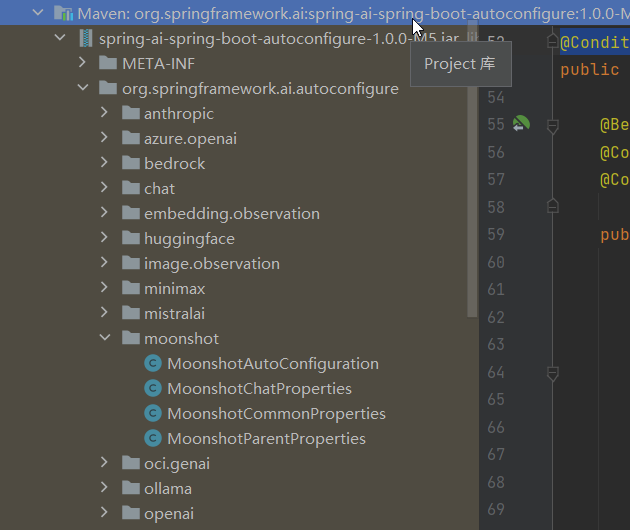 Maven: org.springframework.ai:spring-ai-spring-boot-autoconfigure:1.0.0-M
spring-ai-spring-boot-autoconfigure-1.0.0-M5.jar
META-INF
org.springframework.ai.autoconfigure
anthropic
azure.openai
bedrock
chat
embedding.observation
huggingface
image.observation
minimax
mistralai
moonshot
MoonshotAutoConfiguration
MoonshotChatProperties
MoonshotCommonProperties
MoonshotParentProperties
oci.genai
ollama
openai
Project 库
@Condit
public
54
55 @Be
56 @Co
57 @Co
58
59 pub
60
61
62
63
64
65
66
67
68
69